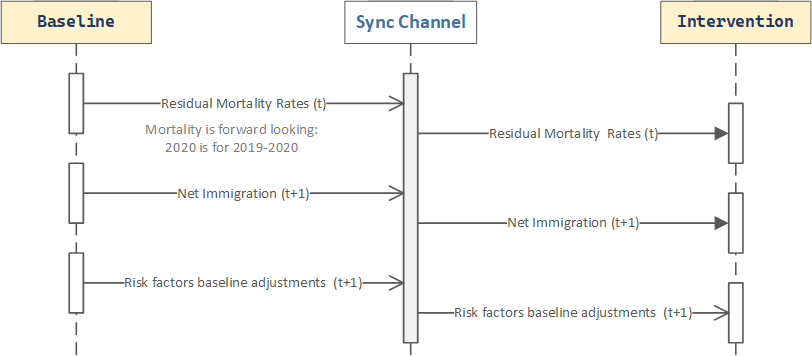 Baseline
Sync Channel
Intervention
Residual Mortality Rates (t)
Mortality is forward looking:
2020 is for 2019-2020
Residual Mortality  Rates (t)
Net Immigration (t+1)
Net Immigration (t+1)
Risk factors baseline adjustments  (t+1)
Risk factors baseline adjustments  (t+1)